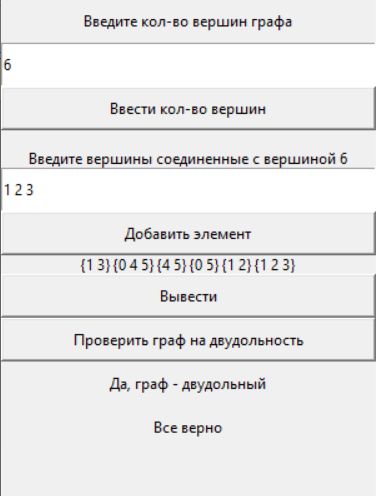 Введите кол-во вершин графа
6
Ввести кол-во вершин
Введите вершины соединенные с вершиной 6
1 2 3
Добавить элемент
{1 3} {0 4 5} {4 5} {0 5} {1 2} {1 2 3}
Вывести
Проверить граф на двудольность
Да, граф - двудольный
Все верно